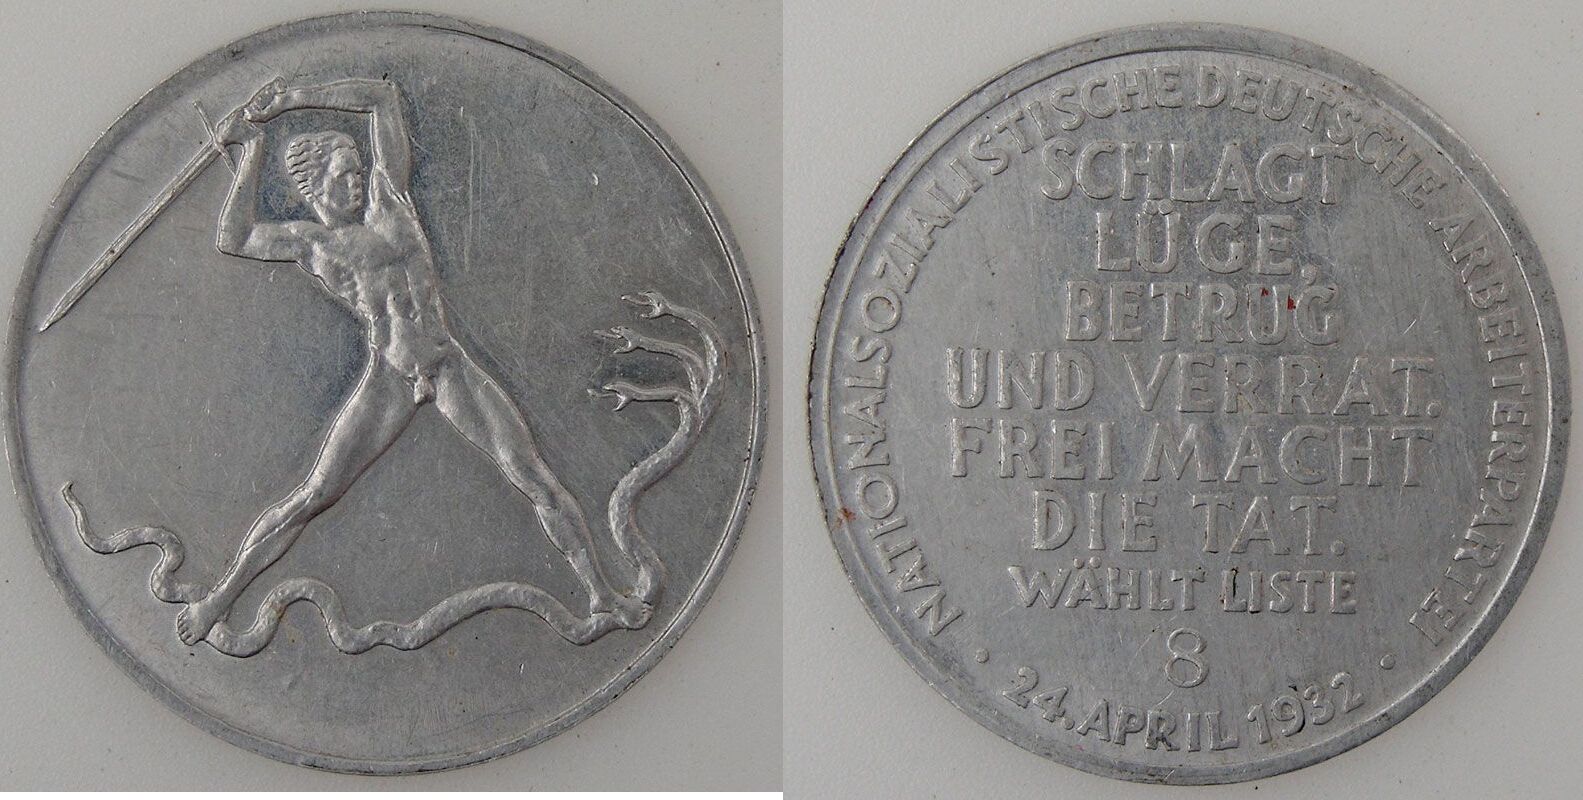 NATIONALSOZIALISTISCHE DEUTSCHE ARBEITERPARTEI
SCHLAGT
LÜGE,
BETRUG
UND VERRAT.
FREI MACHT
DIE TAT.
WÄHLT LISTE
8
· 24. APRIL 1932 ·